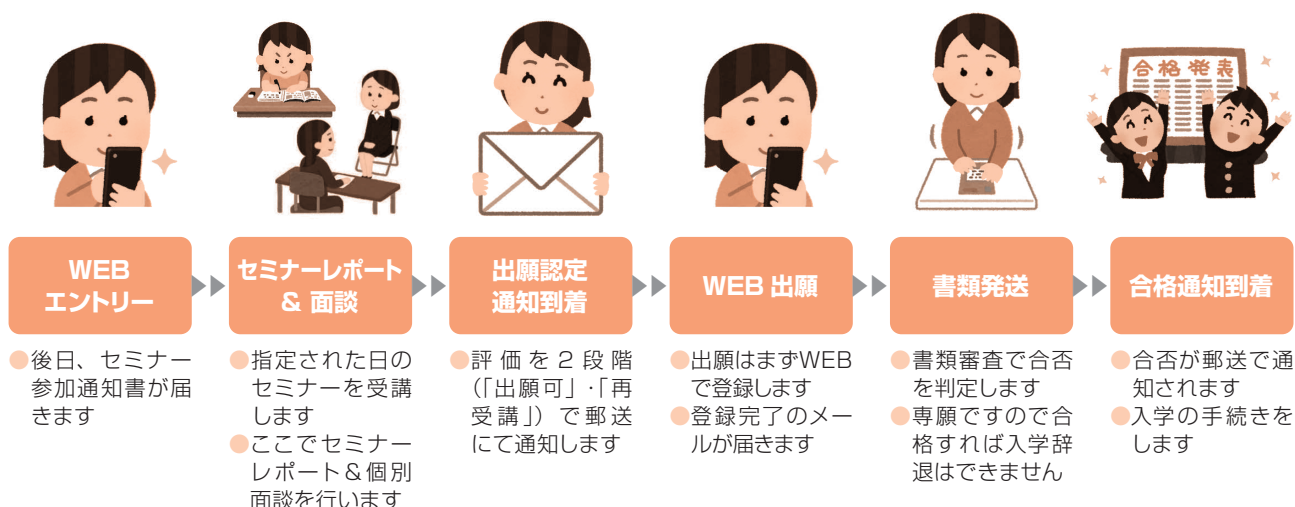 合格発表
WEB
エントリー
セミナーレポート
& 面談
出願認定
通知到着
WEB 出願
書類発送
合格通知到着
●後日、セミナー
参加通知書が届
きます
●指定された日の
セミナーを受講
します
●ここでセミナー
レポート&個別
面談を行います
●評価を2段階
(「出願可」・「再
受講」)で郵送
にて通知します
●出願はまずWEB
で登録します
●登録完了のメー
ルが届きます
●書類審査で合否
を判定します
●専願ですので合
格すれば入学辞
退はできません
●合否が郵送で通
知されます
●入学の手続きを
します